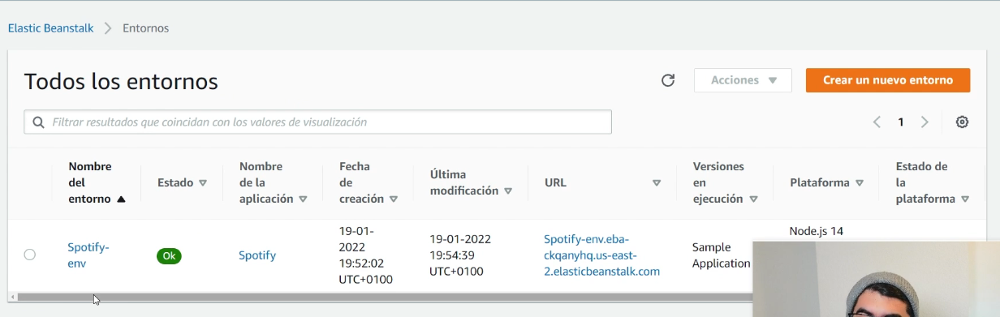 Elastic Beanstalk > Entornos
Todos los entornos
Acciones
Crear un nuevo entorno
Filtrar resultados que coincidan con los valores de visualización
1
Nombre
del
entorno
Estado
Nombre
de la
aplicación
Fecha
de
creación
Última
modificación
URL
Versiones
en
ejecución
Plataforma
Estado de
la
plataforma
Spotify-
env
Ok
Spotify
19-01-
2022
19:52:02
UTC+0100
19-01-2022
19:54:39
UTC+0100
Spotify-env.eba-
ckqanyhq.us-east-
2.elasticbeanstalk.com
Sample
Application
Node.js 14